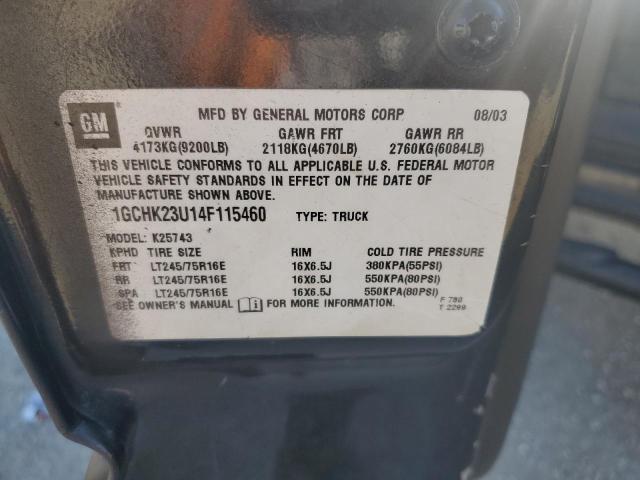 GM
MFD BY GENERAL MOTORS CORP 08/03
GVWR GAWR FRT GAWR RR
4173KG(9200LB) 2118KG(4670LB) 2760KG(6084LB)
THIS VEHICLE CONFORMS TO ALL APPLICABLE U.S. FEDERAL MOTOR
VEHICLE SAFETY STANDARDS IN EFFECT ON THE DATE OF
MANUFACTURE SHOWN ABOVE.
1GCHK23U14F115460 TYPE: TRUCK
MODEL: K25743
KPHD TIRE SIZE RIM COLD TIRE PRESSURE
FRT LT245/75R16E 16X6.5J 380KPA(55PSI)
RR LT245/75R16E 16X6.5J 550KPA(80PSI)
SPA LT245/75R16E 16X6.5J 550KPA(80PSI)
SEE OWNER'S MANUAL FOR MORE INFORMATION.
F 780
T 2299